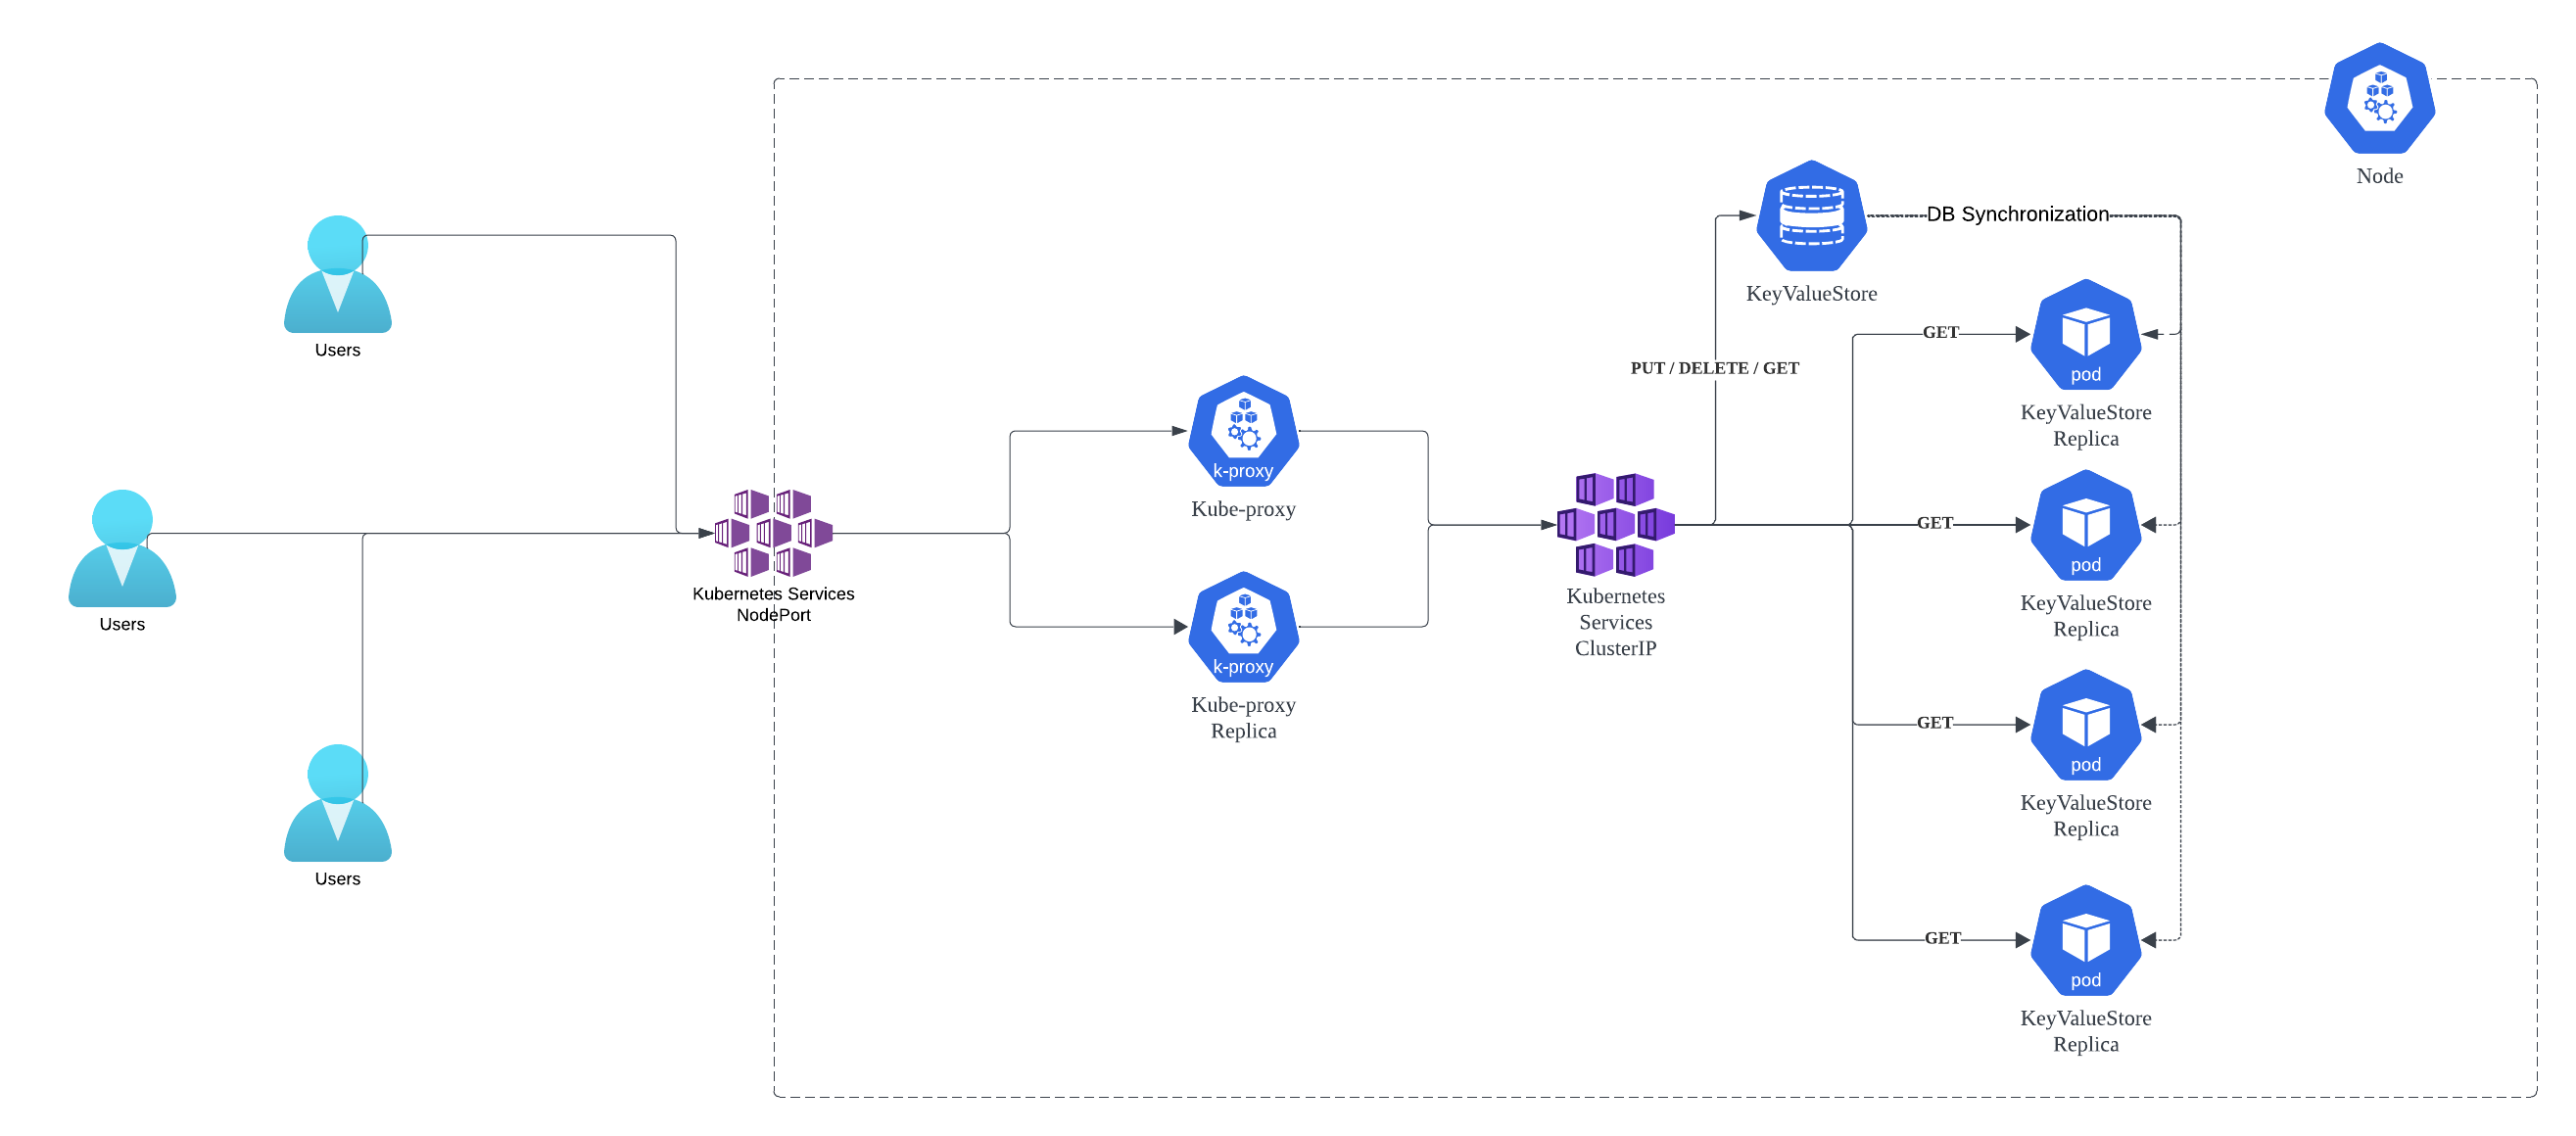 Node
DB Synchronization
KeyValueStore
Users
GET
PUT / DELETE / GET
pod
KeyValueStore
Replica
k-proxy
Kube-proxy
GET
pod
KeyValueStore
Replica
Users
Kubernetes Services
NodePort
Kubernetes
Services
ClusterIP
k-proxy
Kube-proxy
Replica
GET
pod
KeyValueStore
Replica
Users
GET
pod
KeyValueStore
Replica